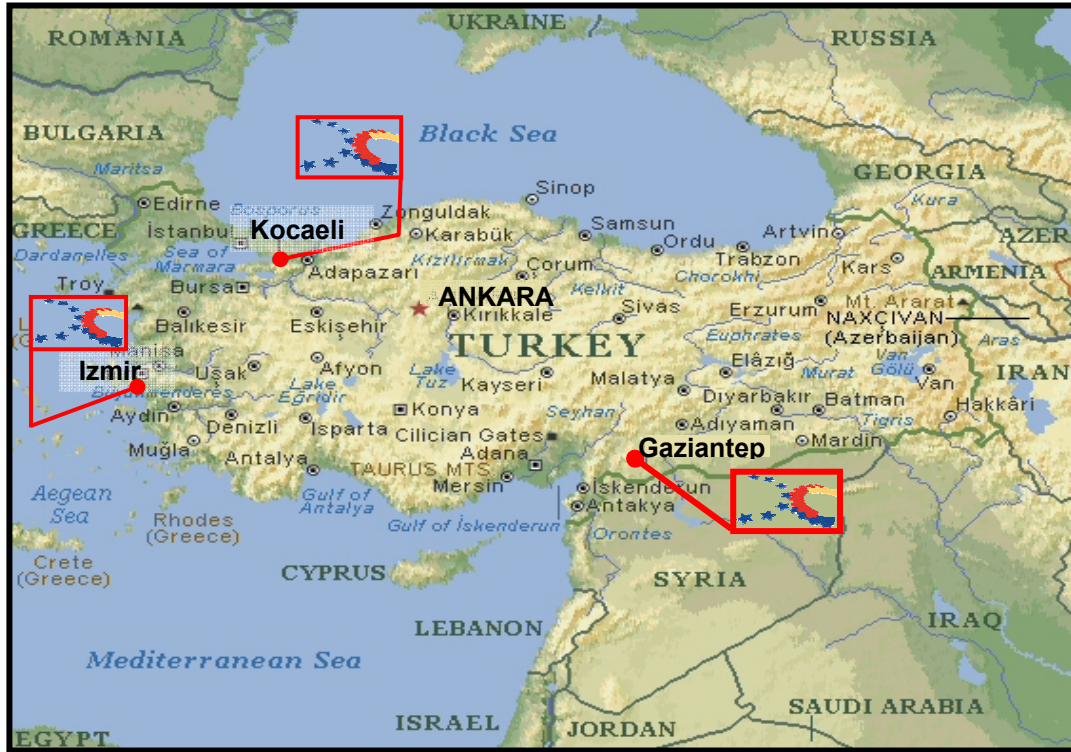 UKRAINE
ROMANIA
RUSSIA
Black Sea
BULGARIA
Maritsa
GEORGIA
Kura
Sinop
Edirne
Bosporus
Zonguldak
Samsun
GREECE
İstanbul
Kocaeli
Karabük
Ordu
Trabzon
Artvin
AZER
Dardanelles
Sea of
Marmara
Adapazarı
Kızılırmak
Çorum
Kelkit
Chorokhi
Kars
ARMENIA
Troy
Bursa
ANKARA
Kırıkkale
Sivas
Erzurum
Mt. Ararat
NAXÇIVAN
(Azerbaijan)
Balıkesir
Eskişehir
TURKEY
Euphrates
Aras
Manisa
Izmir
Uşak
Afyon
Lake
Tuz
Kayseri
Malatya
Elâzığ
Murat
Van
Gölü
Van
IRAN
Büyükmenderes
Lake
Eğridir
Aydın
Denizli
Isparta
Konya
Seyhan
Diyarbakır
Batman
Tigris
Hakkâri
Muğla
Antalya
Cilician Gates
Adana
Adıyaman
Mardin
Gaziantep
TAURUS MTS
Mersin
İskenderun
Antakya
Aegean
Sea
Gulf of
Antalya
Gulf of İskenderun
Orontes
Rhodes
(Greece)
Crete
(Greece)
CYPRUS
SYRIA
LEBANON
IRAQ
Mediterranean Sea
ISRAEL
JORDAN
SAUDI ARABIA
EGYPT